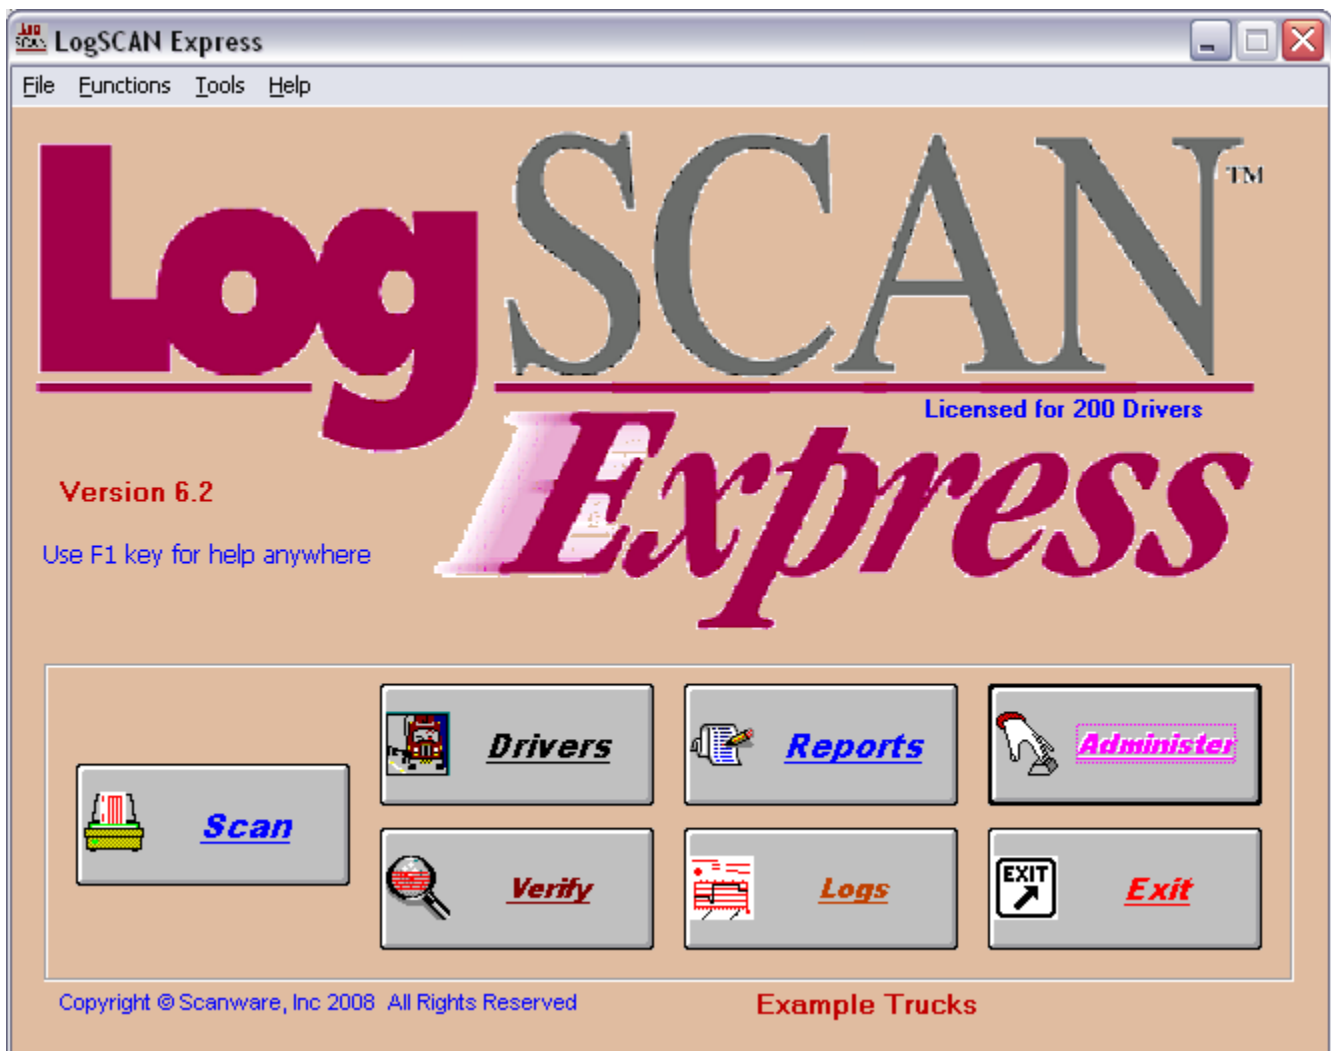 LogSCAN Express
File Functions Tools Help
LogSCAN™
Licensed for 200 Drivers
Express
Version 6.2
Use F1 key for help anywhere
Drivers
Reports
Administer
Scan
Verify
Logs
EXIT
Exit
Copyright © Scanware, Inc 2008 All Rights Reserved
Example Trucks